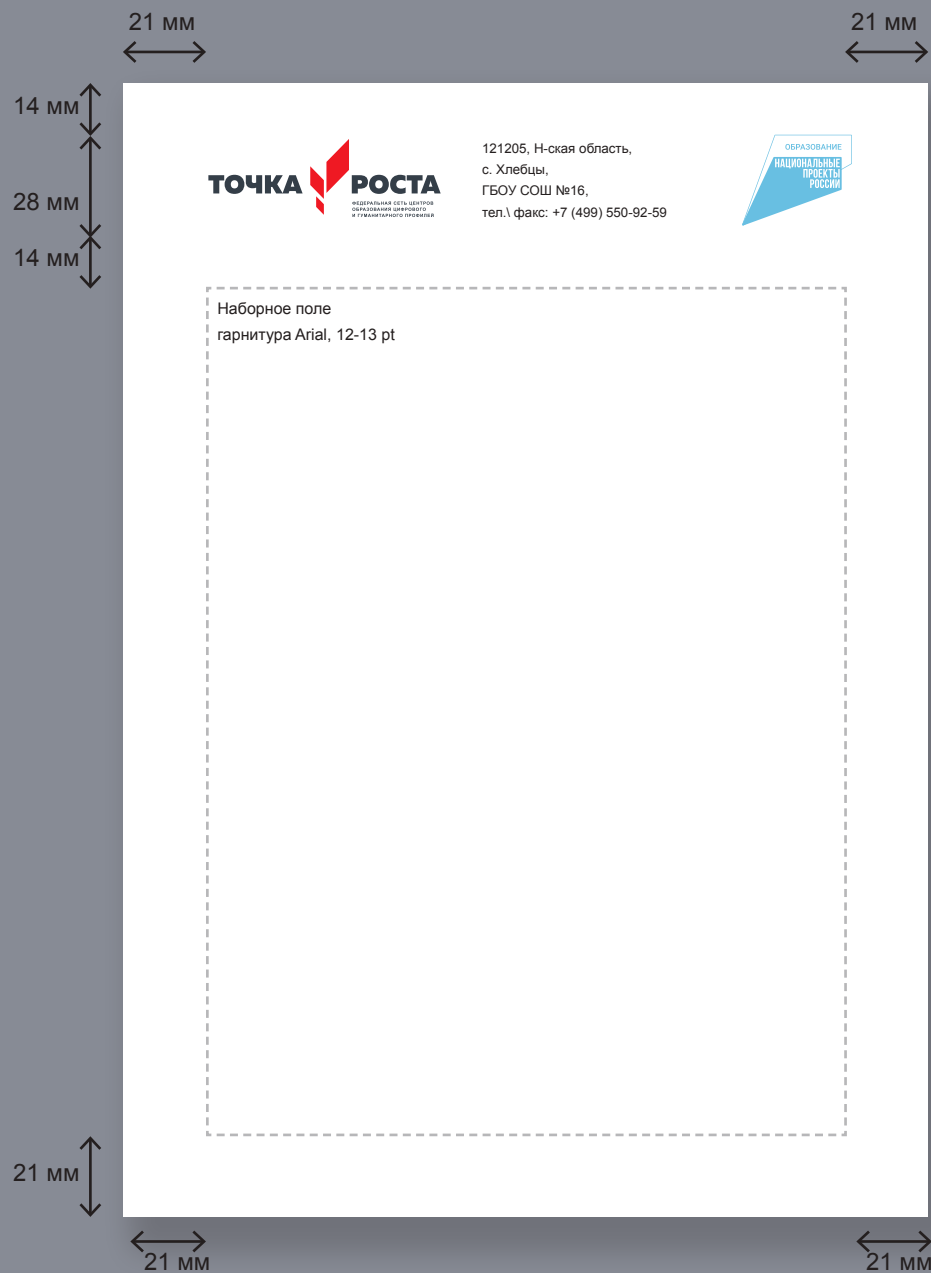 21 мм
21 мм
14 мм
28 мм
14 мм
ТОЧКА РОСТА
ФЕДЕРАЛЬНАЯ СЕТЬ ЦЕНТРОВ
ОБРАЗОВАНИЯ ЦИФРОВОГО
И ГУМАНИТАРНОГО ПРОФИЛЕЙ
121205, Н-ская область,
с. Хлебцы,
ГБОУ СОШ №16,
тел.\ факс: +7 (499) 550-92-59
ОБРАЗОВАНИЕ
НАЦИОНАЛЬНЫЕ
ПРОЕКТЫ
РОССИИ
Наборное поле
гарнитура Arial, 12-13 pt
21 мм
21 мм
21 мм